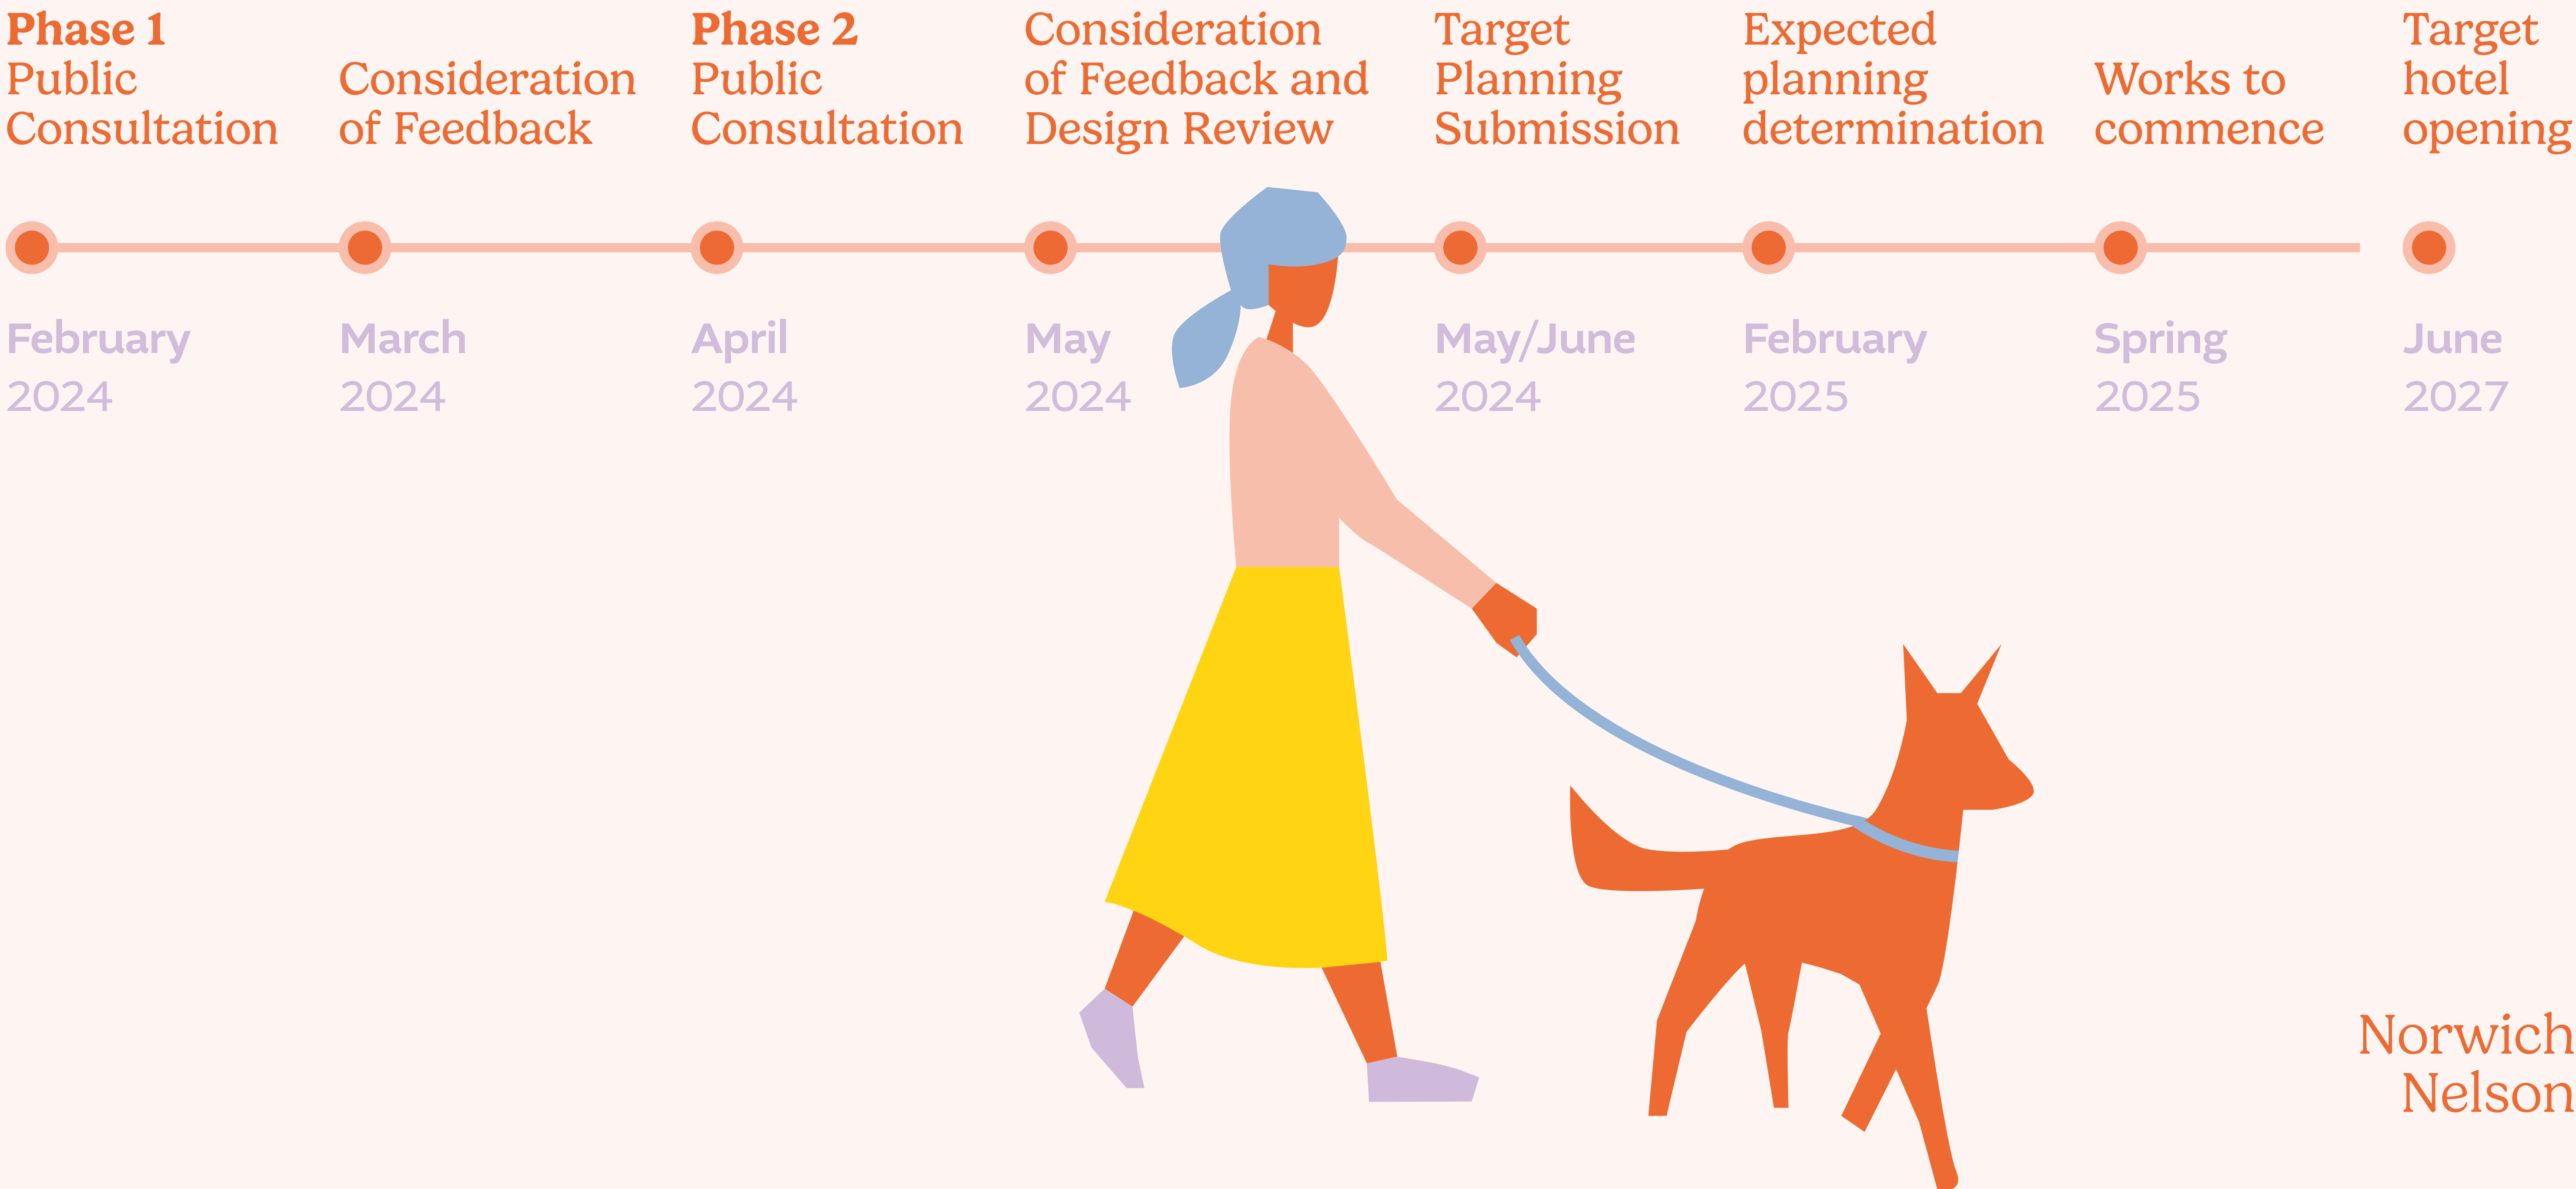 Phase 1
Public
Consultation
Consideration
of Feedback
Phase 2
Public
Consultation
Consideration
of Feedback and
Design Review
Target
Planning
Submission
Expected
planning
determination
Works to
commence
Target
hotel
opening
February
2024
March
2024
April
2024
May
2024
May/June
2024
February
2025
Spring
2025
June
2027
Norwich
Nelson